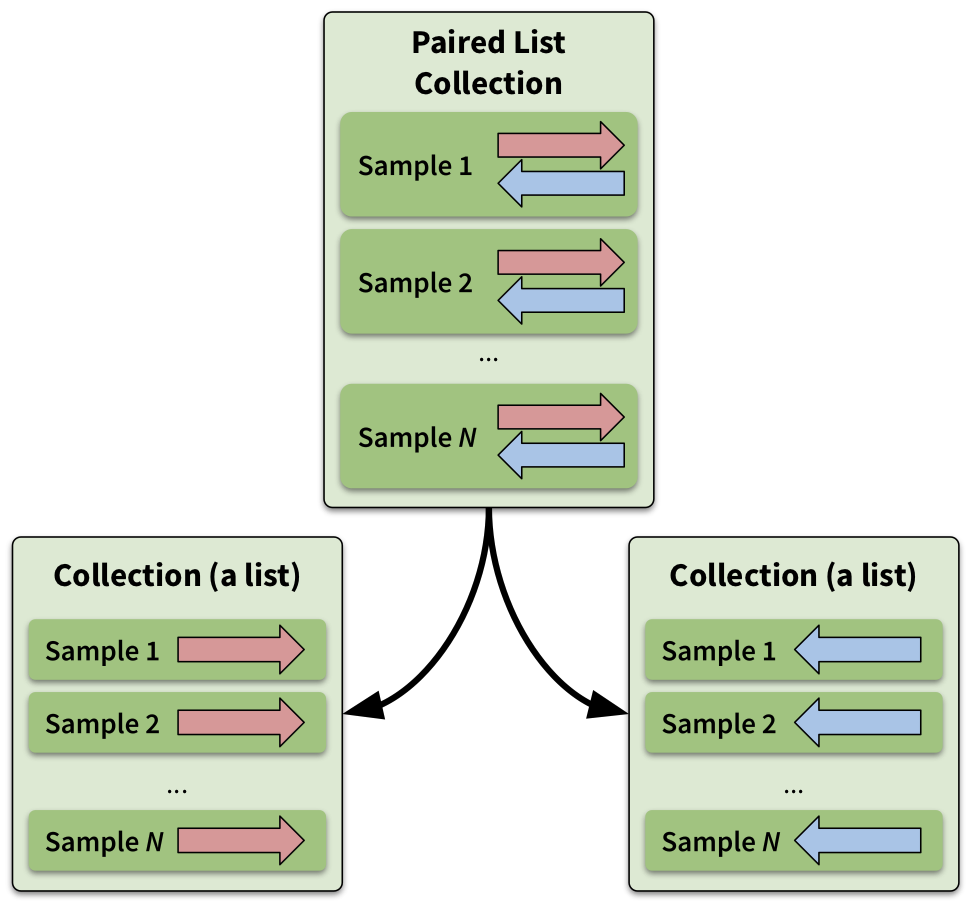 Paired List
Collection
Sample 1
Sample 2
...
Sample N
Collection (a list)
Sample 1
Sample 2
...
Sample N
Collection (a list)
Sample 1
Sample 2
...
Sample N